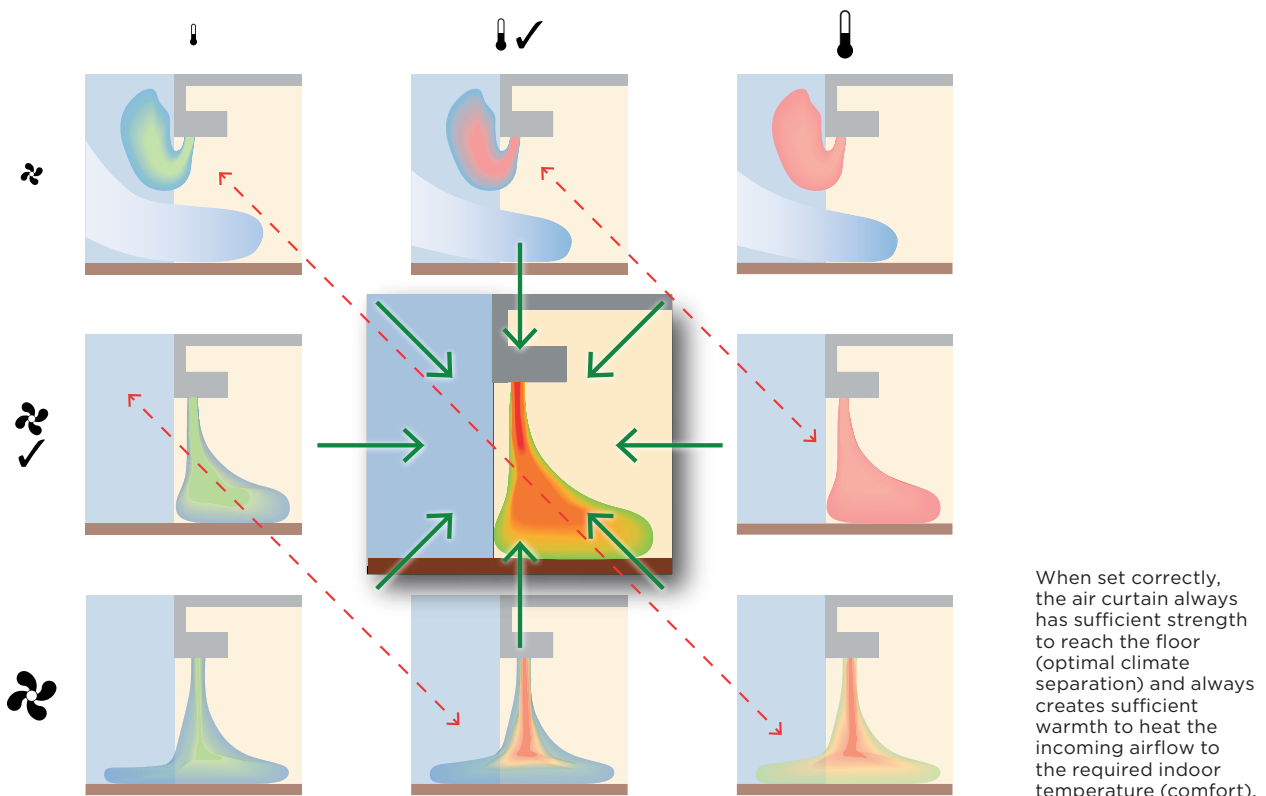 When set correctly,
the air curtain always
has sufficient strength
to reach the floor
(optimal climate
separation) and always
creates sufficient
warmth to heat the
incoming airflow to
the required indoor
temperature (comfort).